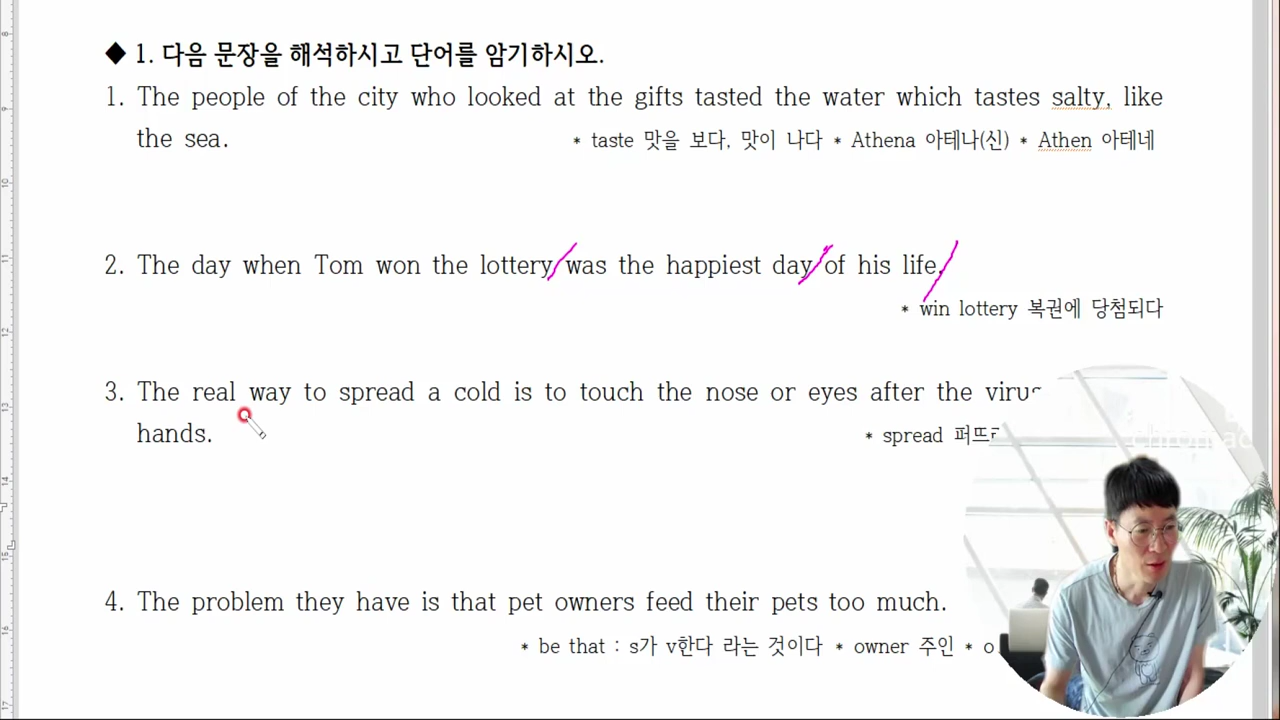 ◆ 1. 다음 문장을 해석하시고 단어를 암기하시오.
1. The people of the city who looked at the gifts tasted the water which tastes salty, like
the sea. * taste 맛을 보다, 맛이 나다 * Athena 아테나(신) * Athen 아테네
2. The day when Tom won the lottery was the happiest day of his life.
* win lottery 복권에 당첨되다
3. The real way to spread a cold is to touch the nose or eyes after the
hands. * spread
4. The problem they have is that pet owners feed their pets too much.
* be that : s가 v한다 라는 것이다 * owner 주인 *